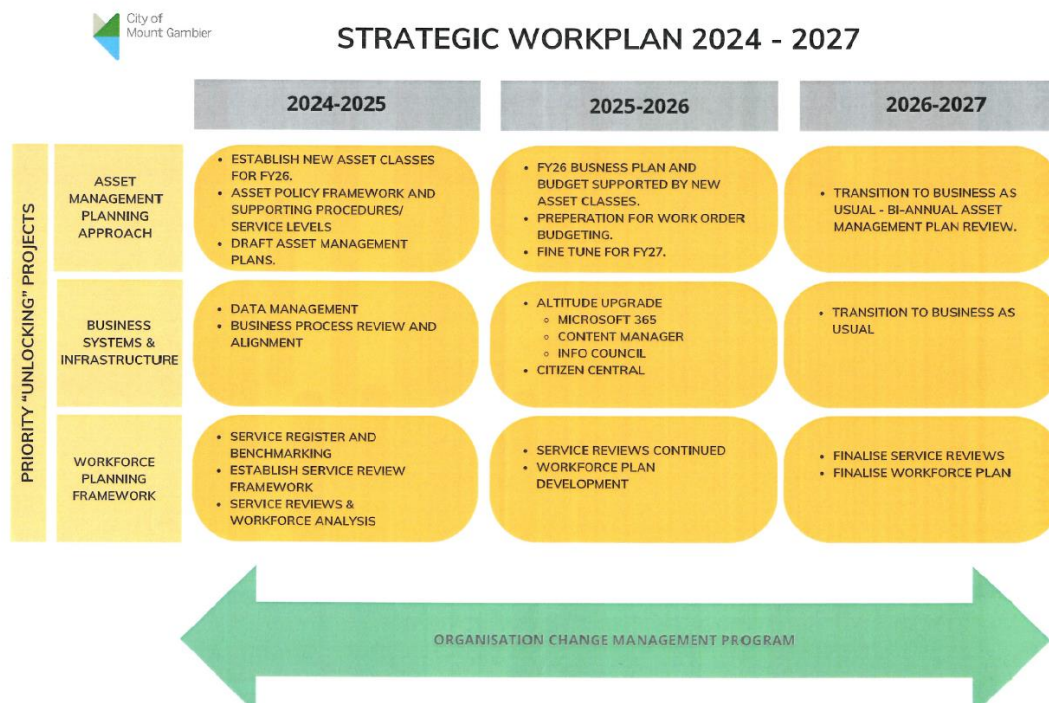 City of
Mount Gambier
STRATEGIC WORKPLAN 2024 - 2027
2024-2025
2025-2026
2026-2027
PRIORITY "UNLOCKING" PROJECTS
ASSET
MANAGEMENT
PLANNING
APPROACH
• ESTABLISH NEW ASSET CLASSES
FOR FY26.
• ASSET POLICY FRAMEWORK AND
SUPPORTING PROCEDURES/
SERVICE LEVELS
• DRAFT ASSET MANAGEMENT
PLANS.
• FY26 BUSINESS PLAN AND
BUDGET SUPPORTED BY NEW
ASSET CLASSES.
• PREPERATION FOR WORK ORDER
BUDGETING.
• FINE TUNE FOR FY27.
• TRANSITION TO BUSINESS AS
USUAL - BI-ANNUAL ASSET
MANAGEMENT PLAN REVIEW.
BUSINESS
SYSTEMS &
INFRASTRUCTURE
• DATA MANAGEMENT
• BUSINESS PROCESS REVIEW AND
ALIGNMENT
• ALTITUDE UPGRADE
○ MICROSOFT 365
○ CONTENT MANAGER
○ INFO COUNCIL
• CITIZEN CENTRAL
• TRANSITION TO BUSINESS AS
USUAL
WORKFORCE
PLANNING
FRAMEWORK
• SERVICE REGISTER AND
BENCHMARKING
• ESTABLISH SERVICE REVIEW
FRAMEWORK
• SERVICE REVIEWS &
WORKFORCE ANALYSIS
• SERVICE REVIEWS CONTINUED
• WORKFORCE PLAN
DEVELOPMENT
• FINALISE SERVICE REVIEWS
• FINALISE WORKFORCE PLAN
ORGANISATION CHANGE MANAGEMENT PROGRAM